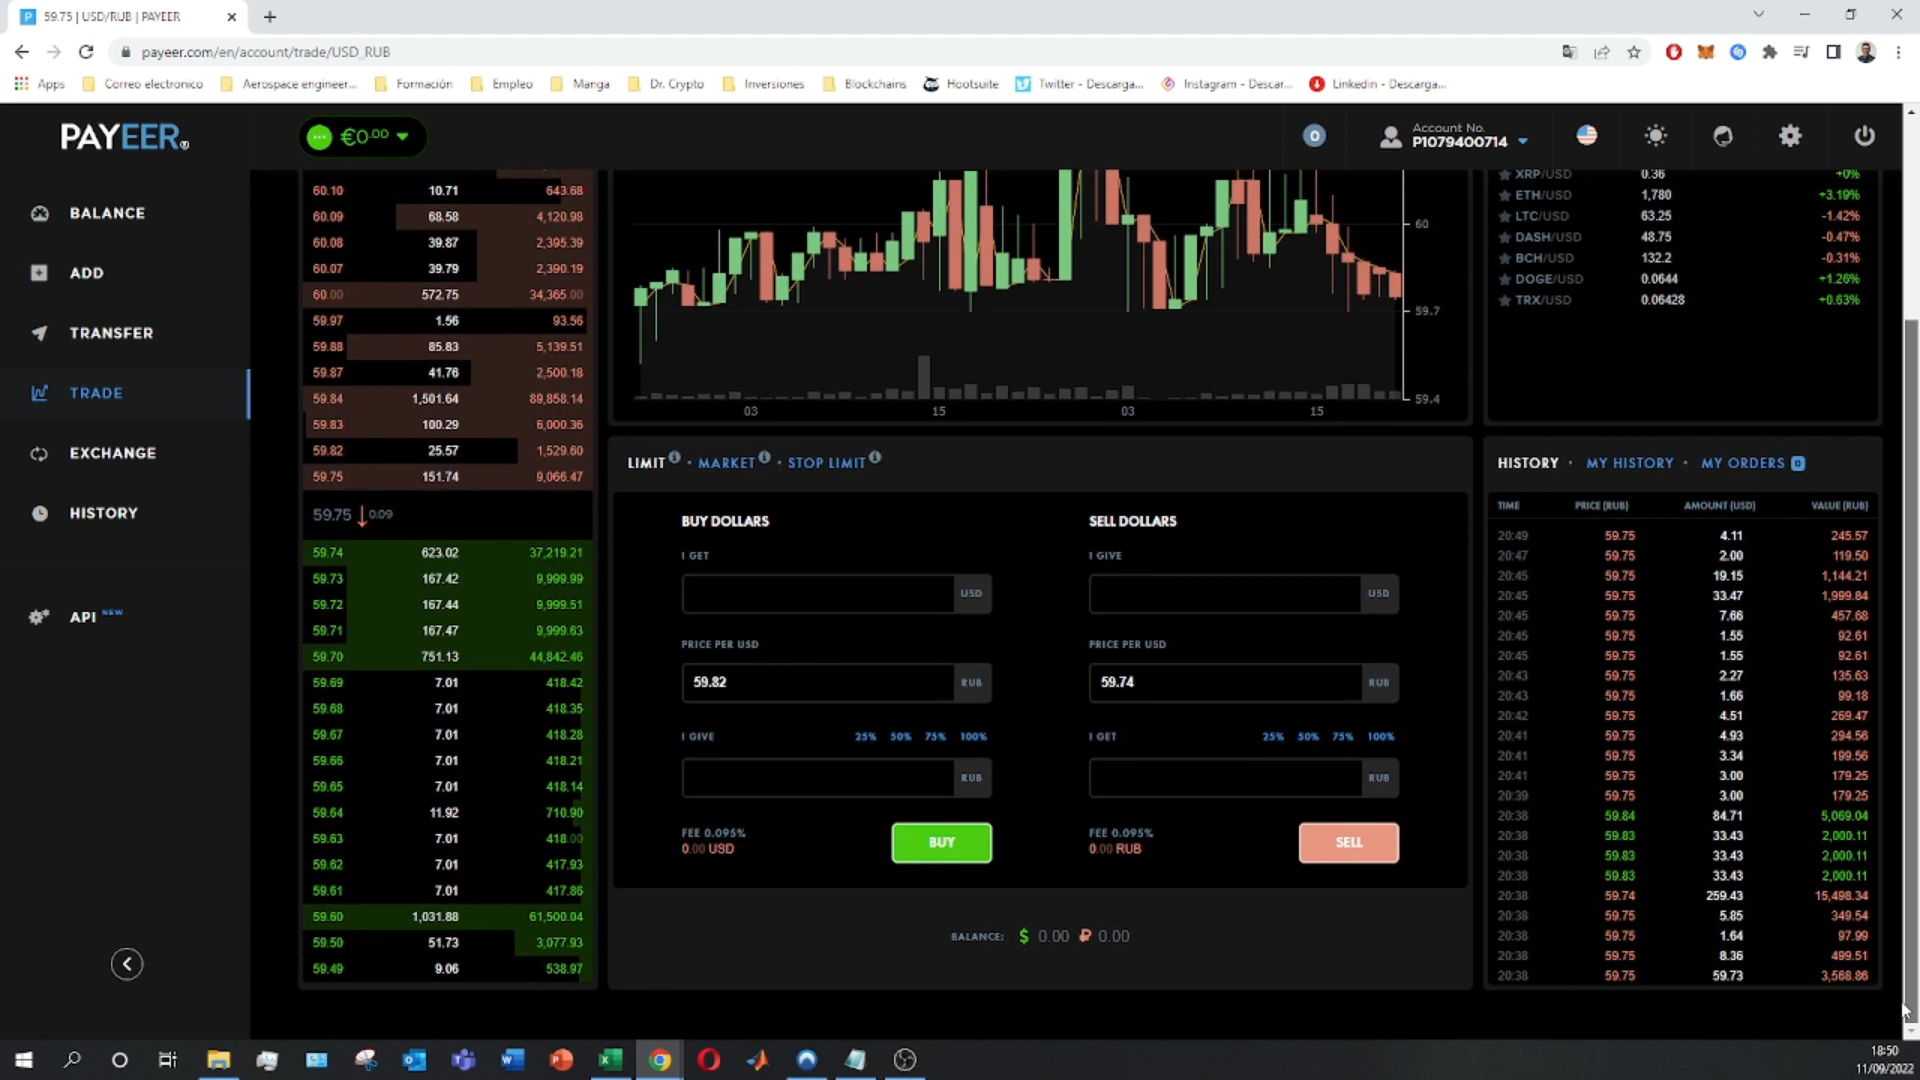 59.75 | USD/RUB | PAYEER
payeer.com/en/account/trade/USD_RUB
Apps Correo electronico Aerospace engineer... Formación Empleo Manga Dr. Crypto Inversiones Blockchains Hootsuite Twitter - Descarga... Instagram - Descar... Linkedin - Descarga...
PAYEER®
€0.00
0
Account No.
P1079400714
BALANCE
ADD
TRANSFER
TRADE
EXCHANGE
HISTORY
API NEW
60.10 10.71 643.68
60.09 68.58 4,120.98
60.08 39.87 2,395.39
60.07 39.79 2,390.19
60.00 572.75 34,365.00
59.97 1.56 93.56
59.88 85.83 5,139.51
59.87 41.76 2,500.18
59.84 1,501.64 89,858.14
59.83 100.29 6,000.36
59.82 25.57 1,529.60
59.75 151.74 9,066.47
59.75 0.09
59.74 623.02 37,219.21
59.73 167.42 9,999.99
59.72 167.44 9,999.51
59.71 167.47 9,999.63
59.70 751.13 44,842.46
59.69 7.01 418.42
59.68 7.01 418.35
59.67 7.01 418.28
59.66 7.01 418.21
59.65 7.01 418.14
59.64 11.92 710.90
59.63 7.01 418.00
59.62 7.01 417.93
59.61 7.01 417.86
59.60 1,031.88 61,500.04
59.50 51.73 3,077.93
59.49 9.06 538.97
60
59.7
59.4
03 15 03 15
XRP/USD 0.36 +0%
ETH/USD 1,780 +3.19%
LTC/USD 63.25 -1.42%
DASH/USD 48.75 -0.47%
BCH/USD 132.2 -0.31%
DOGE/USD 0.0644 +1.26%
TRX/USD 0.06428 +0.63%
LIMIT · MARKET · STOP LIMIT
BUY DOLLARS
I GET
USD
PRICE PER USD
59.82 RUB
I GIVE 25% 50% 75% 100%
RUB
FEE 0.095%
0.00 USD
BUY
SELL DOLLARS
I GIVE
USD
PRICE PER USD
59.74 RUB
I GET 25% 50% 75% 100%
RUB
FEE 0.095%
0.00 RUB
SELL
BALANCE: $ 0.00 ₽ 0.00
HISTORY · MY HISTORY · MY ORDERS 0
TIME PRICE (RUB) AMOUNT (USD) VALUE (RUB)
20:49 59.75 4.11 245.57
20:47 59.75 2.00 119.50
20:45 59.75 19.15 1,144.21
20:45 59.75 33.47 1,999.84
20:45 59.75 7.66 457.68
20:45 59.75 1.55 92.61
20:45 59.75 1.55 92.61
20:43 59.75 2.27 135.63
20:43 59.75 1.66 99.18
20:42 59.75 4.51 269.47
20:41 59.75 4.93 294.56
20:41 59.75 3.34 199.56
20:41 59.75 3.00 179.25
20:39 59.75 3.00 179.25
20:38 59.84 84.71 5,069.04
20:38 59.83 33.43 2,000.11
20:38 59.83 33.43 2,000.11
20:38 59.83 33.43 2,000.11
20:38 59.74 259.43 15,498.34
20:38 59.75 5.85 349.54
20:38 59.75 1.64 97.99
20:38 59.75 8.36 499.51
20:38 59.75 59.73 3,568.86
18:50
11/09/2022